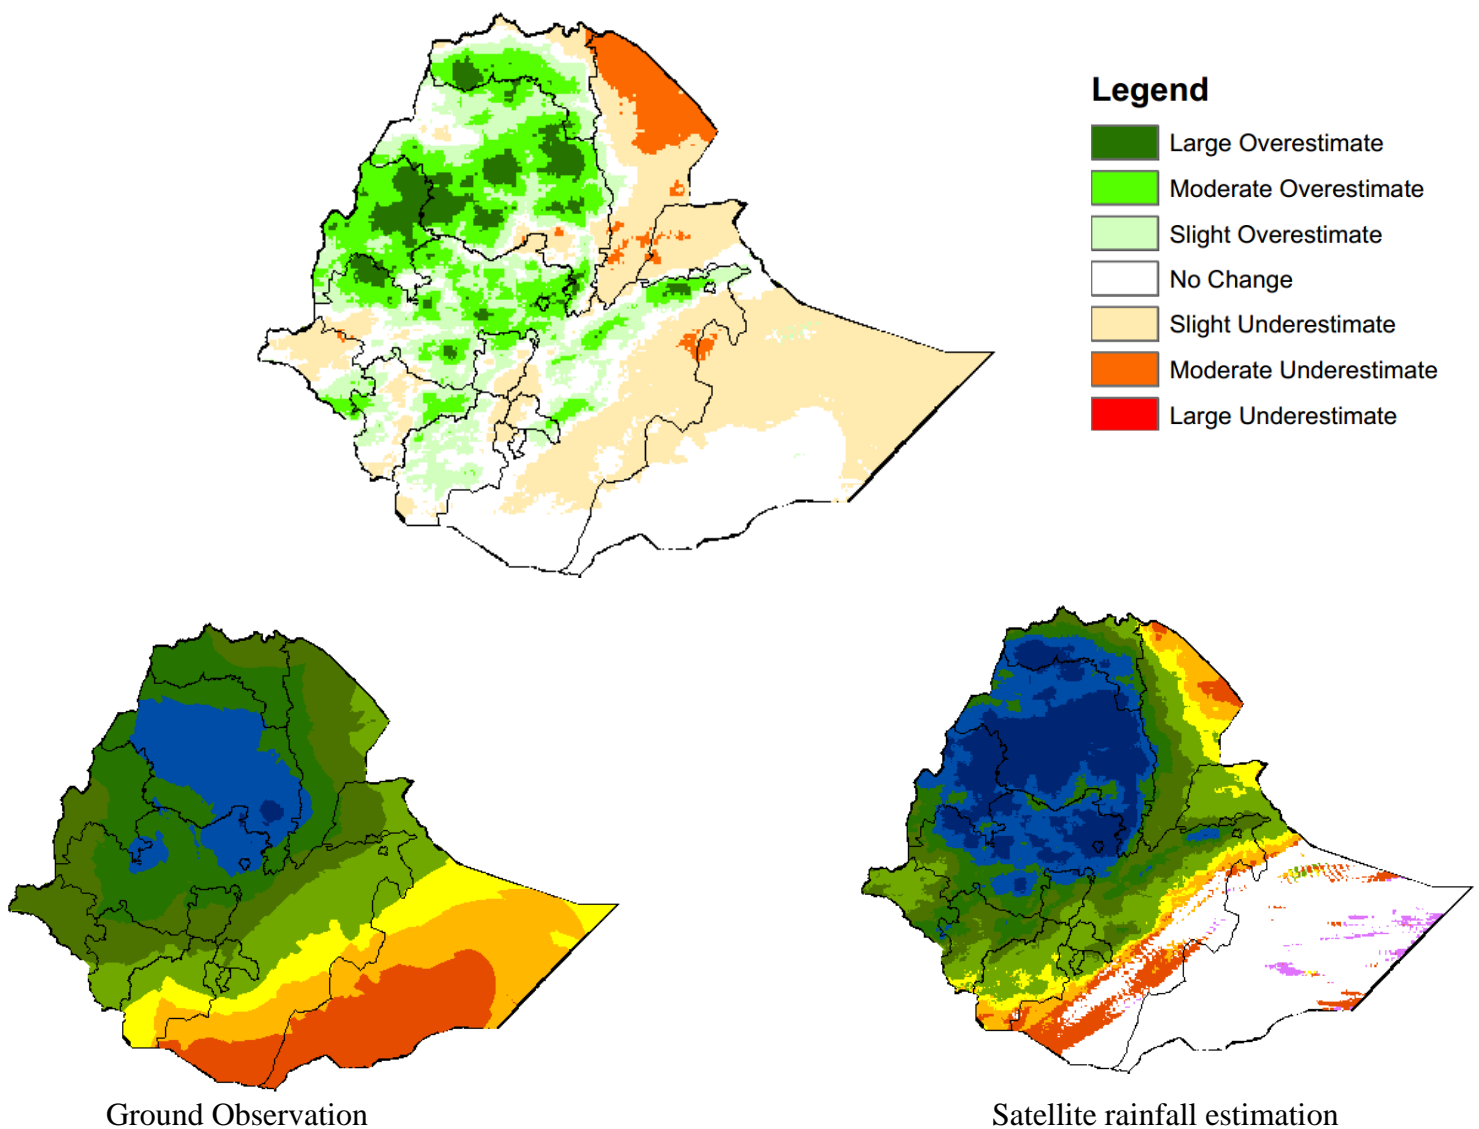 Legend
Large Overestimate
Moderate Overestimate
Slight Overestimate
No Change
Slight Underestimate
Moderate Underestimate
Large Underestimate
Ground Observation
Satellite rainfall estimation